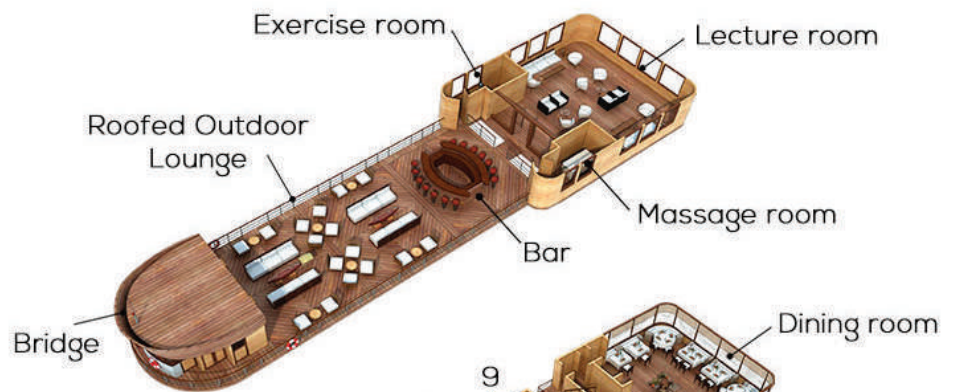 Exercise room
Lecture room
Roofed Outdoor
Lounge
Massage room
Bar
Bridge
Dining room
9